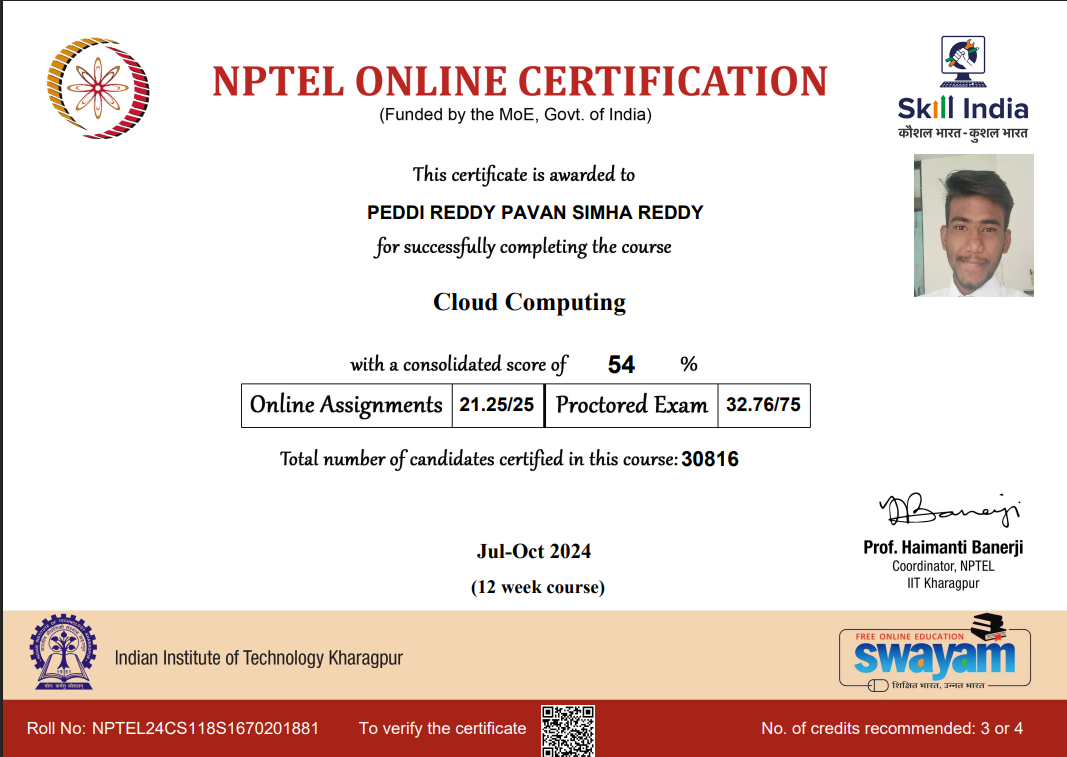 NPTEL ONLINE CERTIFICATION
(Funded by the MoE, Govt. of India)
Skill India
कौशल भारत - कुशल भारत
This certificate is awarded to
PEDDI REDDY PAVAN SIMHA REDDY
for successfully completing the course
Cloud Computing
with a consolidated score of 54 %
Online Assignments 21.25/25 Proctored Exam 32.76/75
Total number of candidates certified in this course: 30816
Banerji
Prof. Haimanti Banerji
Coordinator, NPTEL
IIT Kharagpur
Jul-Oct 2024
(12 week course)
Indian Institute of Technology Kharagpur
FREE ONLINE EDUCATION
swayam
शिक्षित भारत, उन्नत भारत
Roll No: NPTEL24CS118S1670201881 To verify the certificate No. of credits recommended: 3 or 4